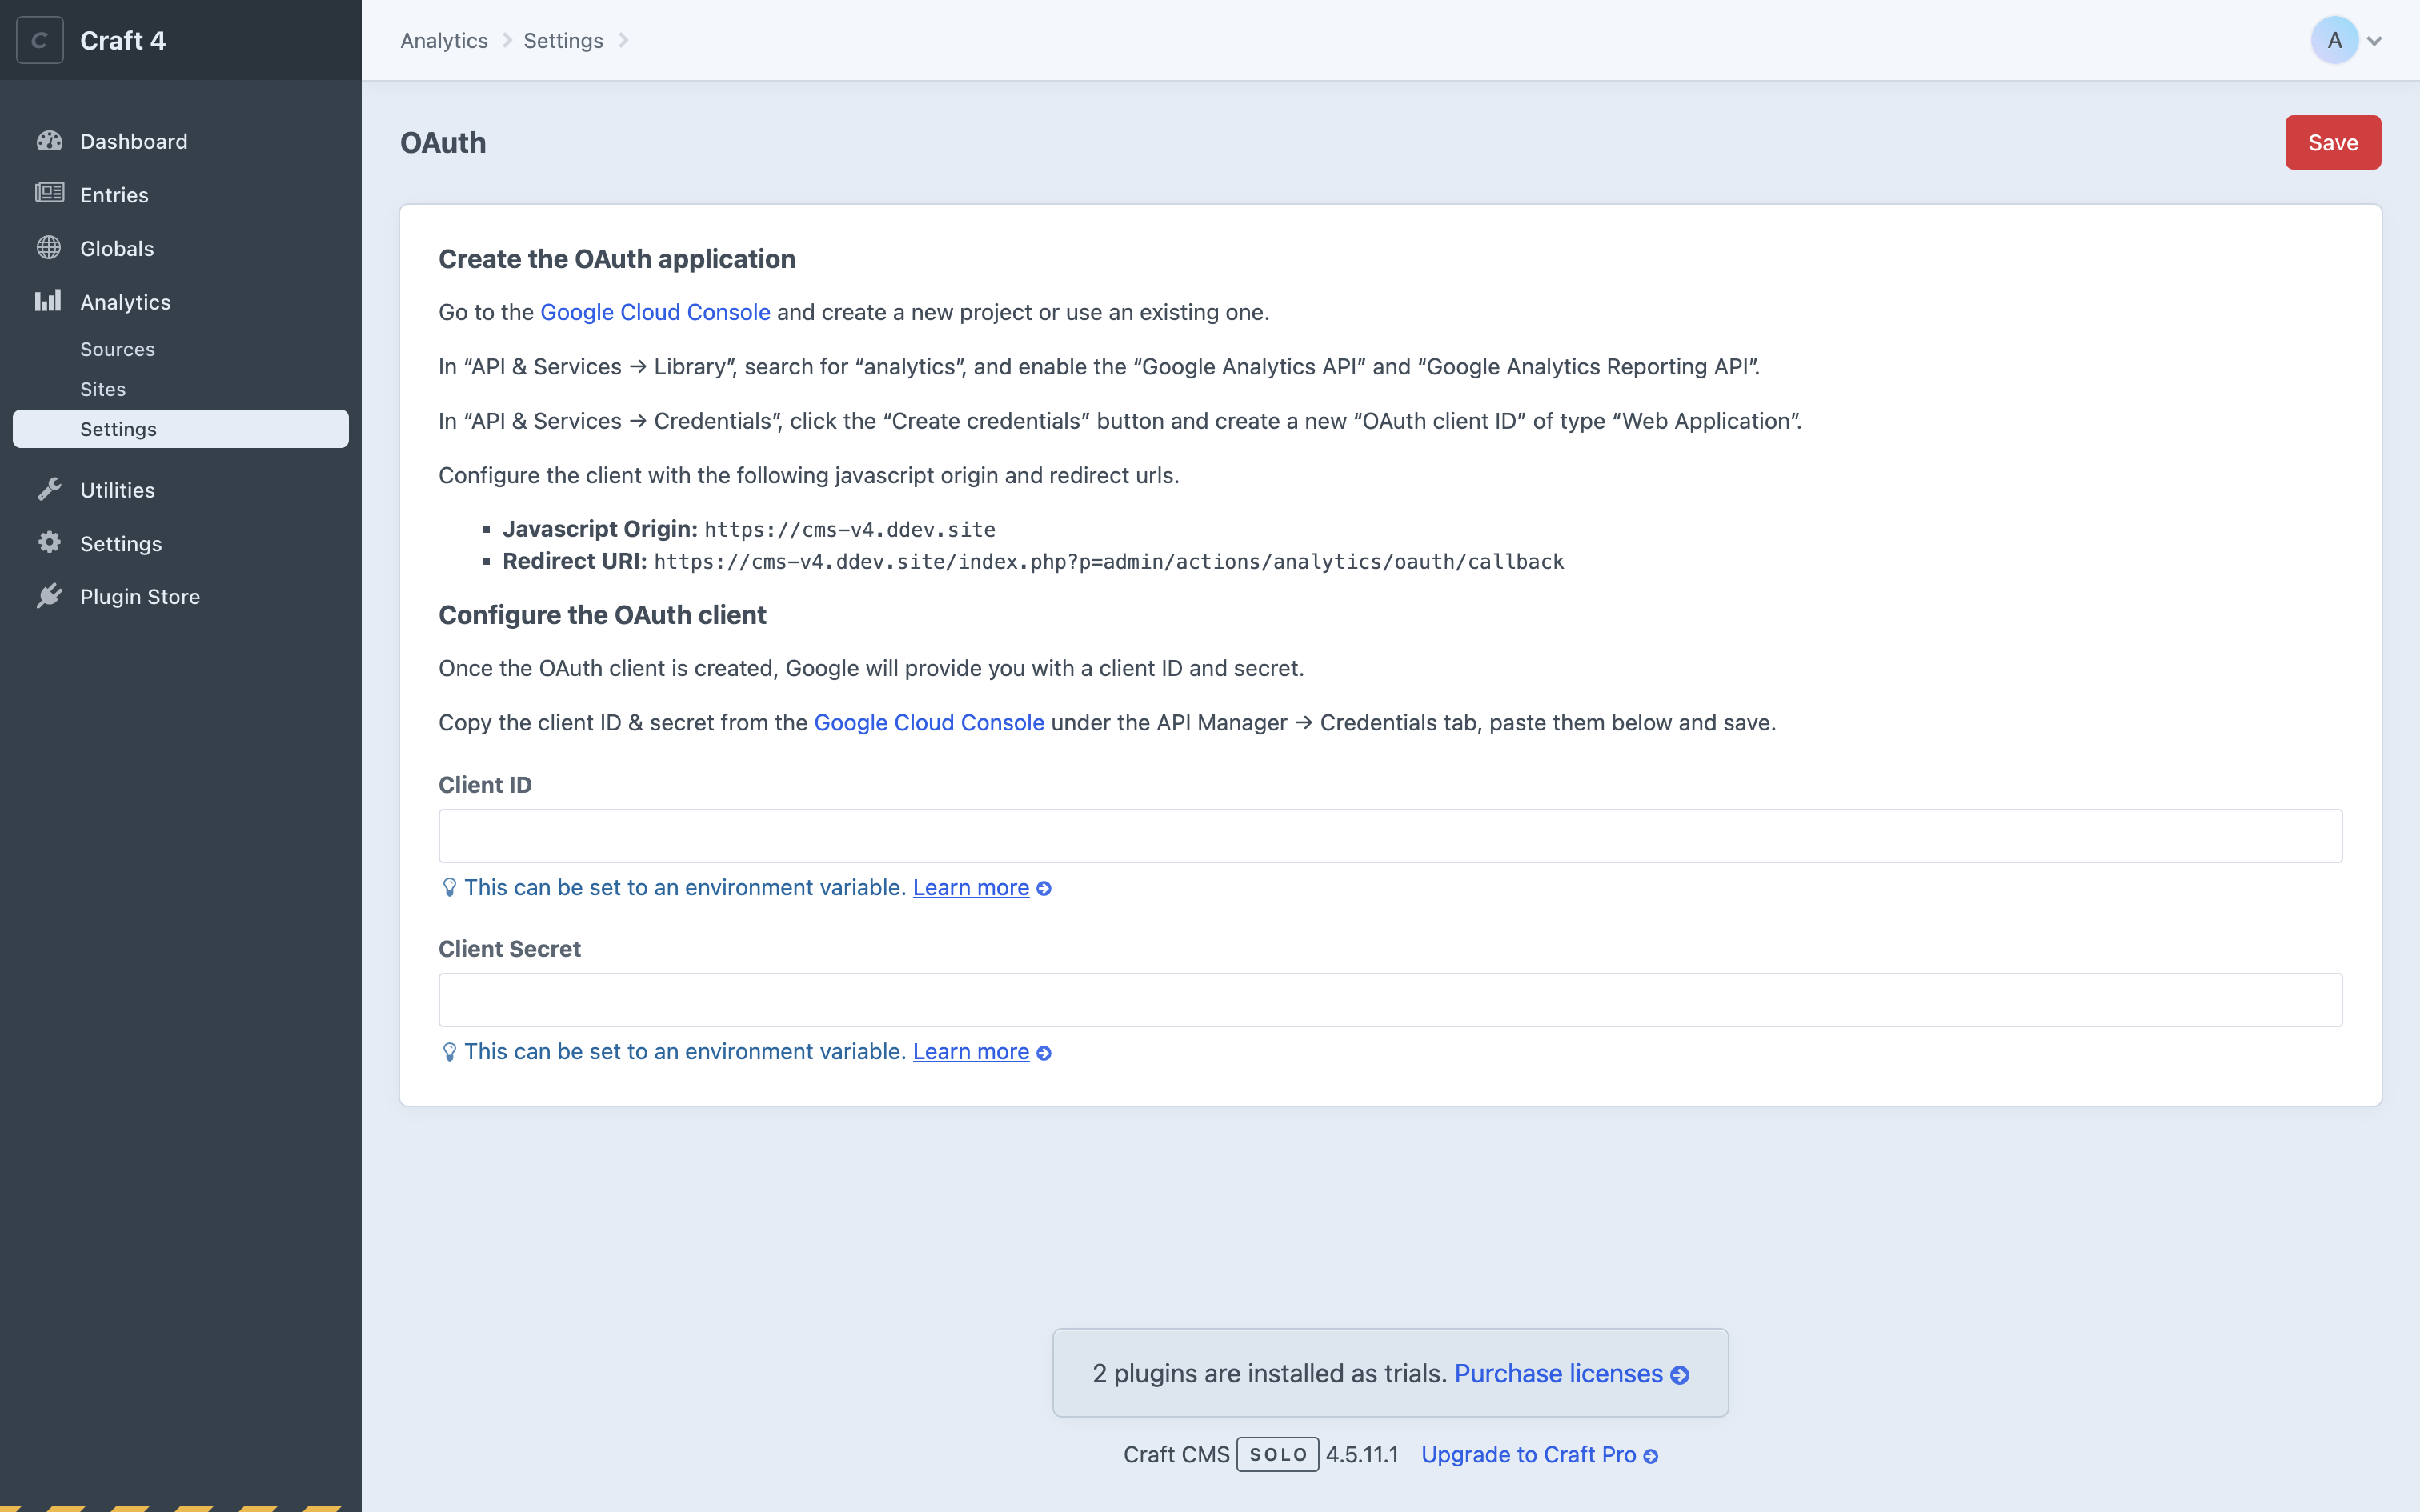 C
Craft 4
Analytics
Settings
A
Dashboard
Entries
Globals
Analytics
Sources
Sites
Settings
Utilities
Settings
Plugin Store
OAuth
Save
Create the OAuth application
Go to the Google Cloud Console and create a new project or use an existing one.
In “API & Services → Library”, search for “analytics”, and enable the “Google Analytics API” and “Google Analytics Reporting API”.
In “API & Services → Credentials”, click the “Create credentials” button and create a new “OAuth client ID” of type “Web Application”.
Configure the client with the following javascript origin and redirect urls.
▪ Javascript Origin: https://cms-v4.ddev.site
▪ Redirect URI: https://cms-v4.ddev.site/index.php?p=admin/actions/analytics/oauth/callback
Configure the OAuth client
Once the OAuth client is created, Google will provide you with a client ID and secret.
Copy the client ID & secret from the Google Cloud Console under the API Manager → Credentials tab, paste them below and save.
Client ID
This can be set to an environment variable. Learn more
Client Secret
This can be set to an environment variable. Learn more
2 plugins are installed as trials. Purchase licenses
Craft CMS SOLO 4.5.11.1 Upgrade to Craft Pro